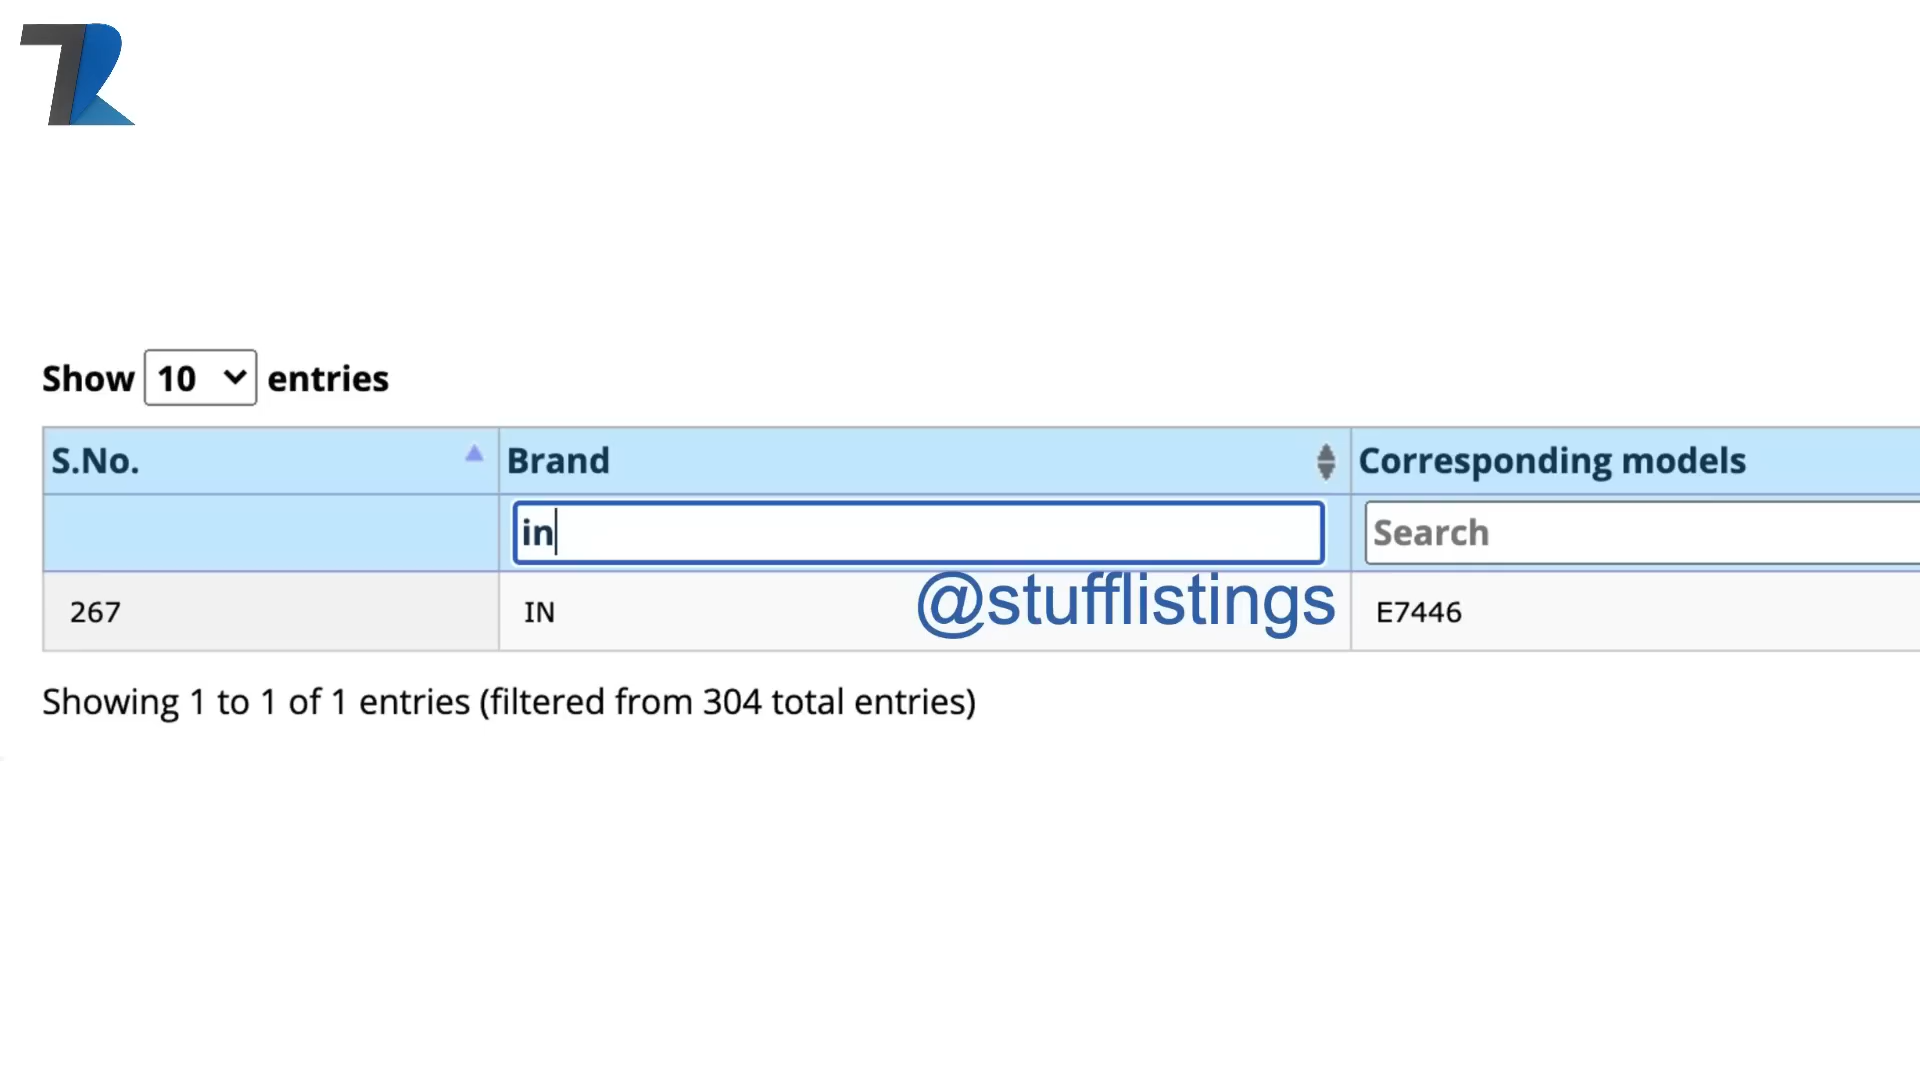 Show 10 entries
S.No. Brand Corresponding models
in Search
267 IN @stufflistings E7446
Showing 1 to 1 of 1 entries (filtered from 304 total entries)